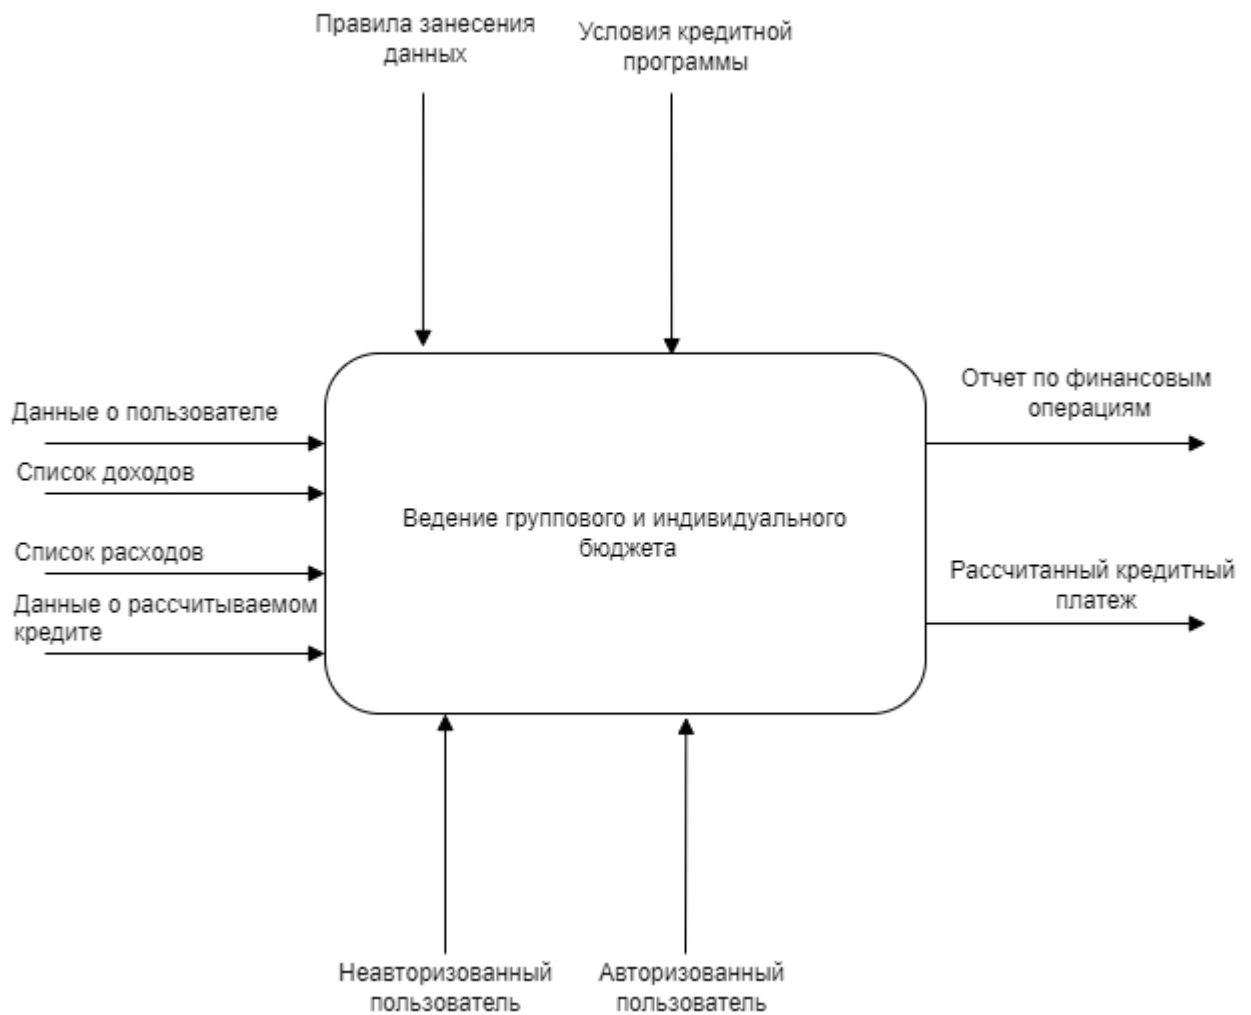 Правила занесения
данных
Условия кредитной
программы
Данные о пользователе
Список доходов
Список расходов
Данные о рассчитываемом
кредите
Ведение группового и индивидуального
бюджета
Отчет по финансовым
операциям
Рассчитанный кредитный
платеж
Неавторизованный
пользователь
Авторизованный
пользователь